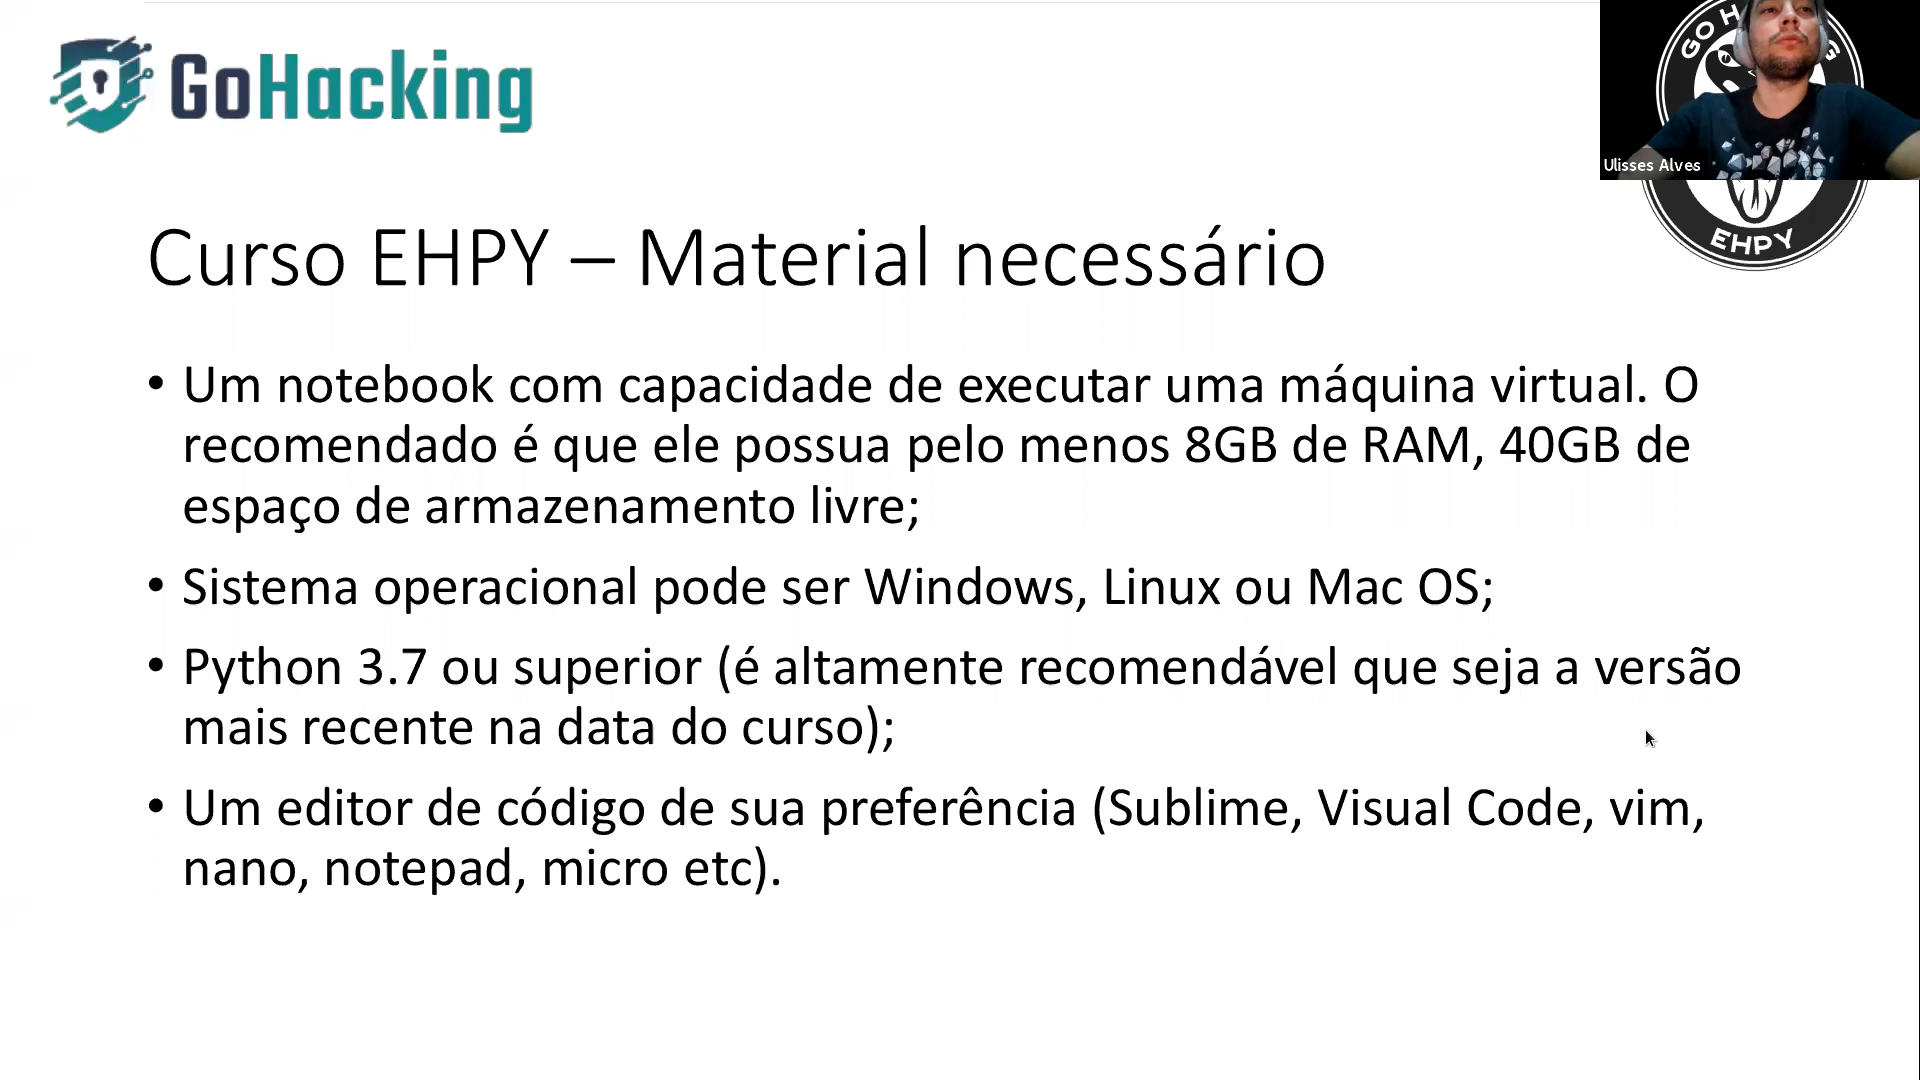 GoHacking
GO H
G
Ulisses Alves
EHPY
Curso EHPY – Material necessário
• Um notebook com capacidade de executar uma máquina virtual. O
recomendado é que ele possua pelo menos 8GB de RAM, 40GB de
espaço de armazenamento livre;
• Sistema operacional pode ser Windows, Linux ou Mac OS;
• Python 3.7 ou superior (é altamente recomendável que seja a versão
mais recente na data do curso);
• Um editor de código de sua preferência (Sublime, Visual Code, vim,
nano, notepad, micro etc).